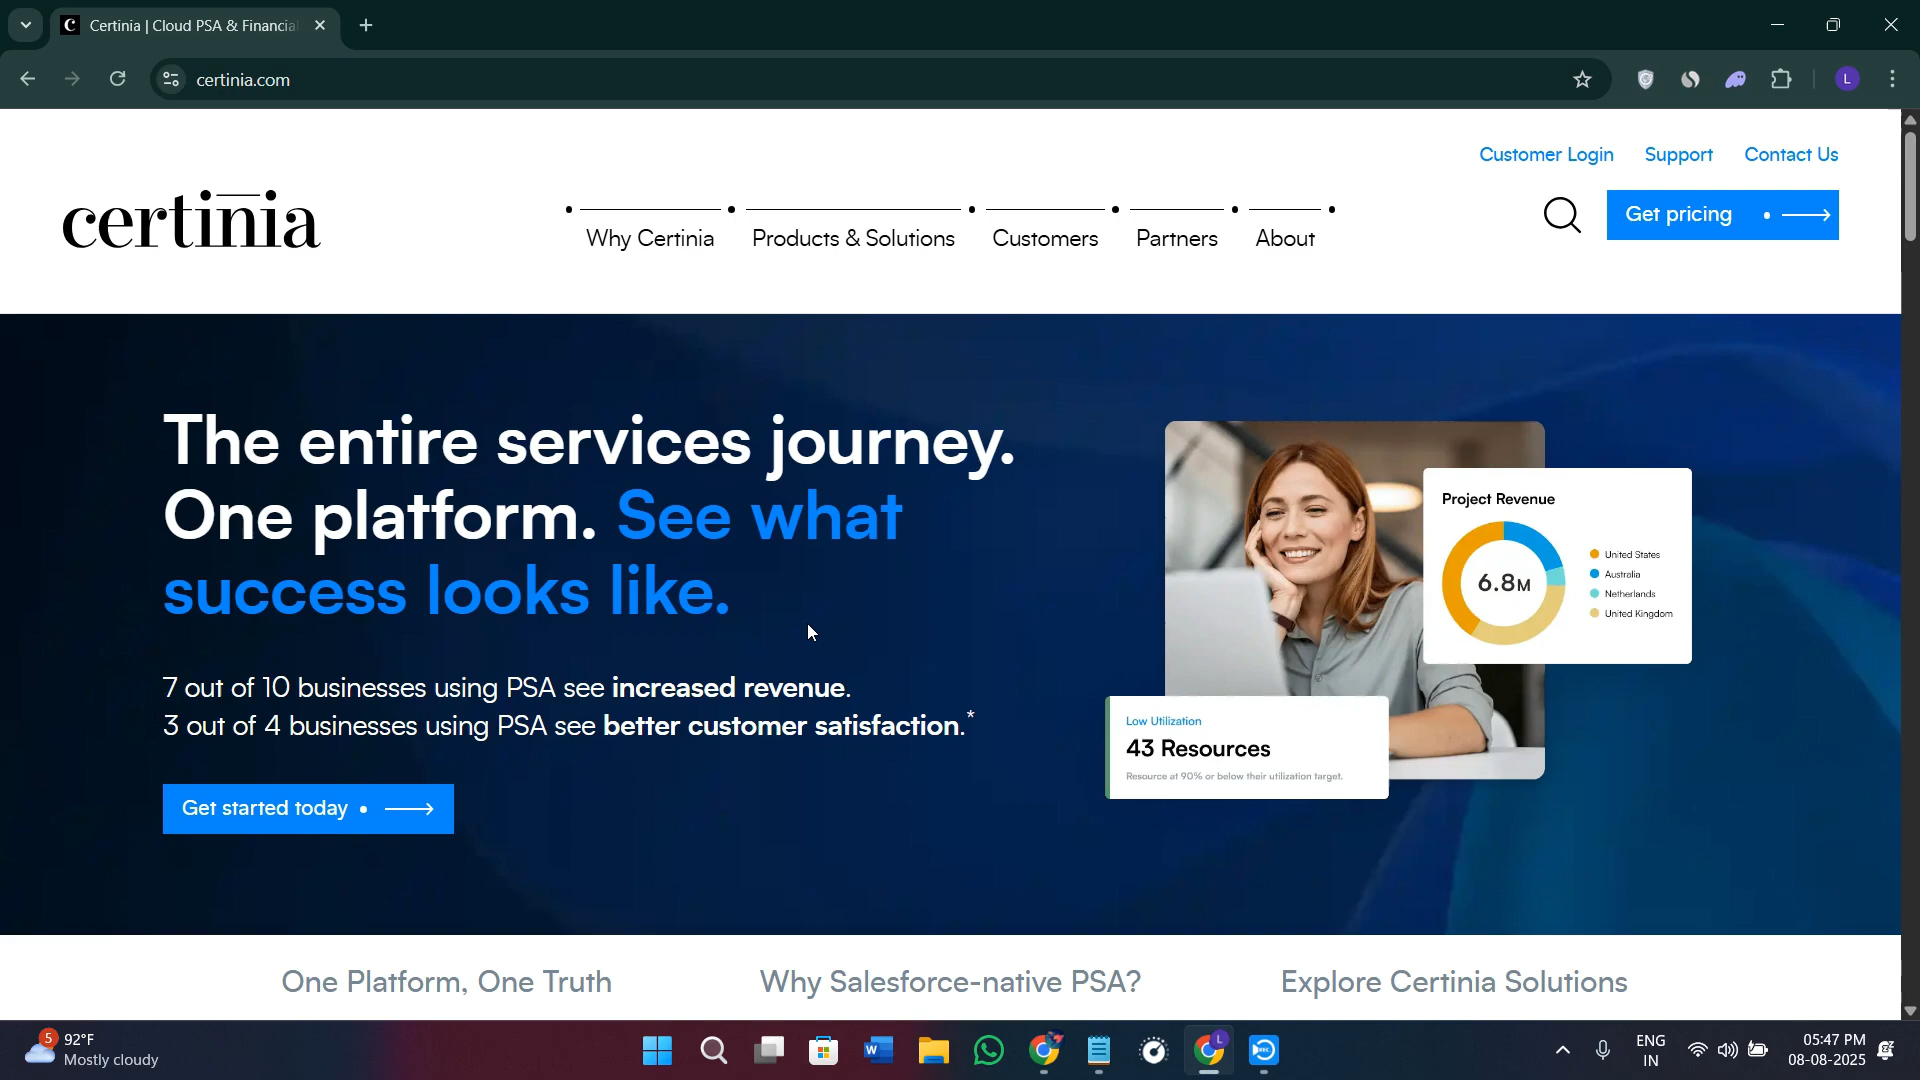 Certinia | Cloud PSA & Financial
certinia.com
L
Customer Login Support Contact Us
certinia
Why Certinia Products & Solutions Customers Partners About
Get pricing
The entire services journey.
One platform. See what
success looks like.
7 out of 10 businesses using PSA see increased revenue.
3 out of 4 businesses using PSA see better customer satisfaction.*
Get started today
Project Revenue
6.8M
United States
Australia
Netherlands
United Kingdom
Low Utilization
43 Resources
Resource at 90% or below their utilization target.
One Platform, One Truth Why Salesforce-native PSA? Explore Certinia Solutions
5
92°F
Mostly cloudy
ENG
IN
05:47 PM
08-08-2025